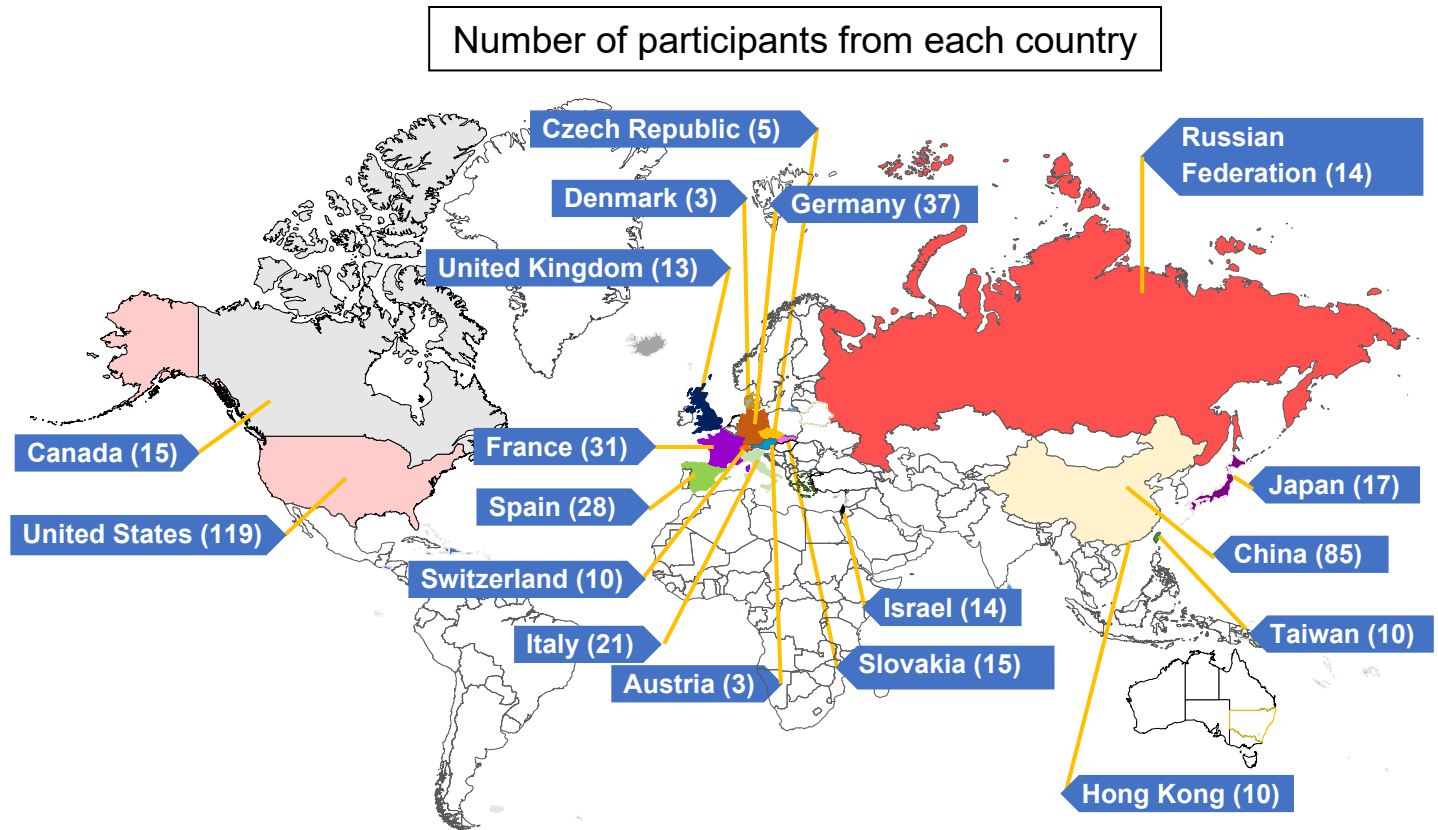 Number of participants from each country
Czech Republic (5)
Russian
Federation (14)
Denmark (3)
Germany (37)
United Kingdom (13)
Canada (15)
France (31)
Japan (17)
Spain (28)
United States (119)
China (85)
Switzerland (10)
Israel (14)
Italy (21)
Taiwan (10)
Slovakia (15)
Austria (3)
Hong Kong (10)